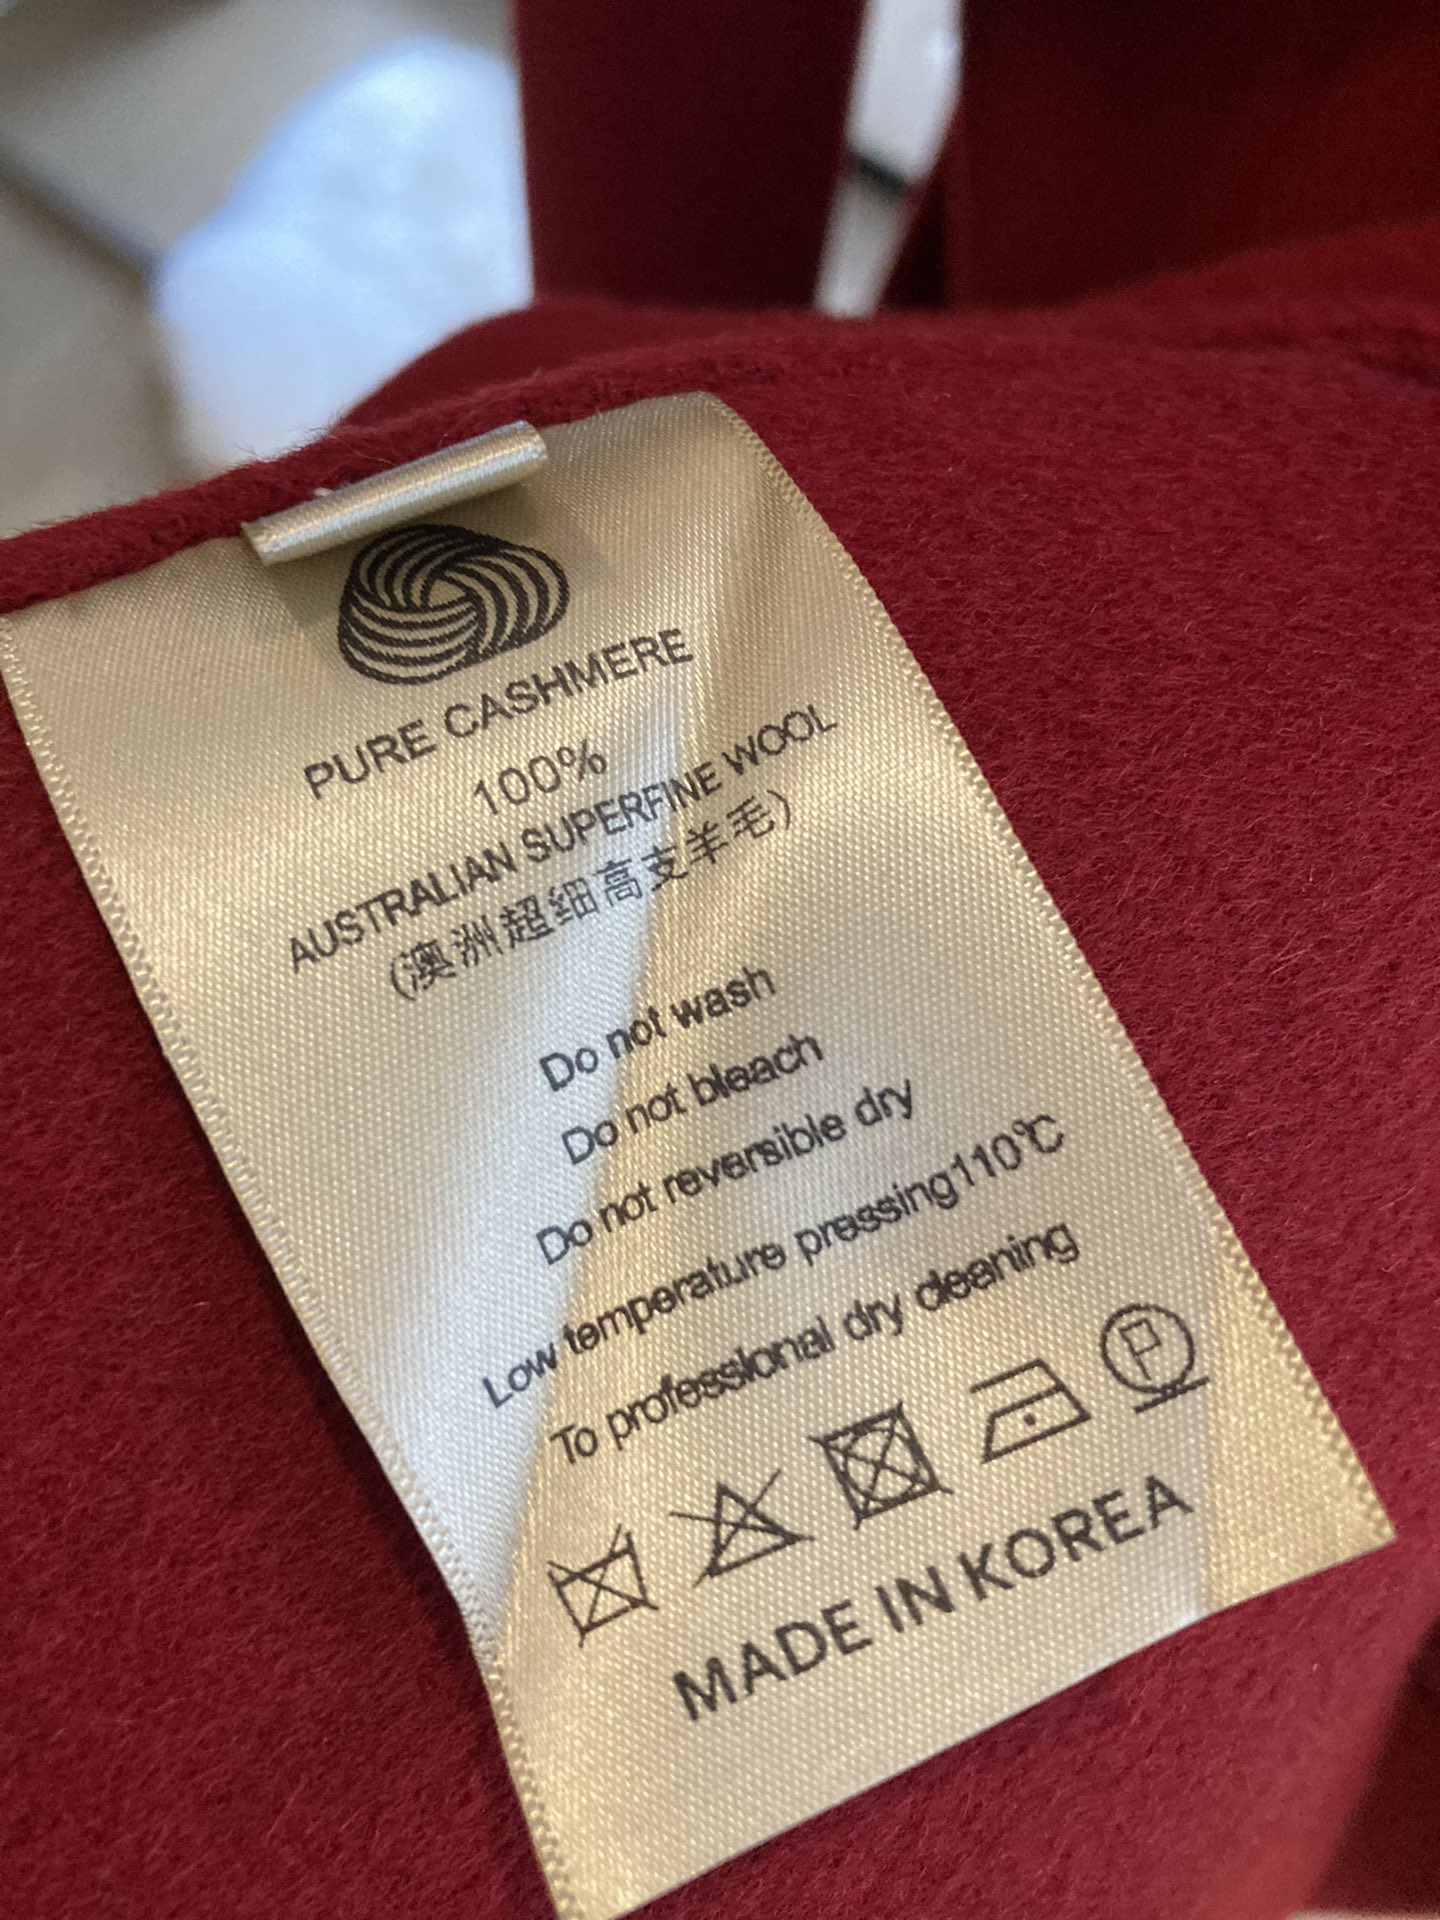 PURE CASHMERE
100%
AUSTRALIAN SUPERFINE WOOL
(澳洲超细高支羊毛)
Do not wash
Do not bleach
Do not reversible dry
Low temperature pressing110℃
To professional dry cleaning
P
MADE IN KOREA